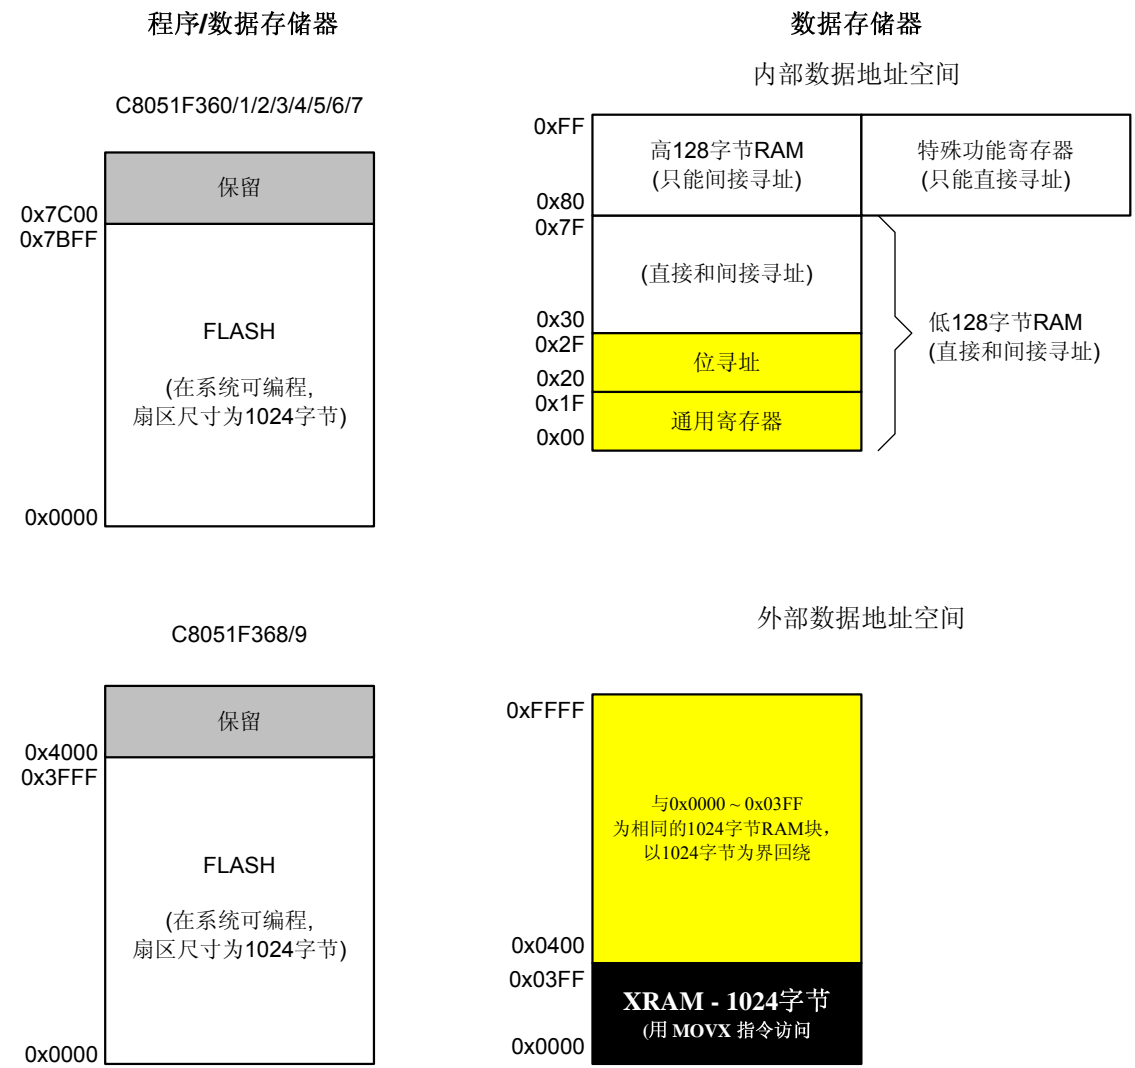 程序/数据存储器
C8051F360/1/2/3/4/5/6/7
保留
0x7C00
0x7BFF
FLASH
(在系统可编程,
扇区尺寸为1024字节)
0x0000
C8051F368/9
保留
0x4000
0x3FFF
FLASH
(在系统可编程,
扇区尺寸为1024字节)
0x0000
数据存储器
内部数据地址空间
0xFF
高128字节RAM
(只能间接寻址)
特殊功能寄存器
(只能直接寻址)
0x80
0x7F
(直接和间接寻址)
0x30
0x2F
位寻址
0x20
0x1F
通用寄存器
0x00
低128字节RAM
(直接和间接寻址)
外部数据地址空间
0xFFFF
与0x0000 ~ 0x03FF
为相同的1024字节RAM块，
以1024字节为界回绕
0x0400
0x03FF
XRAM - 1024字节
(用 MOVX 指令访问
0x0000